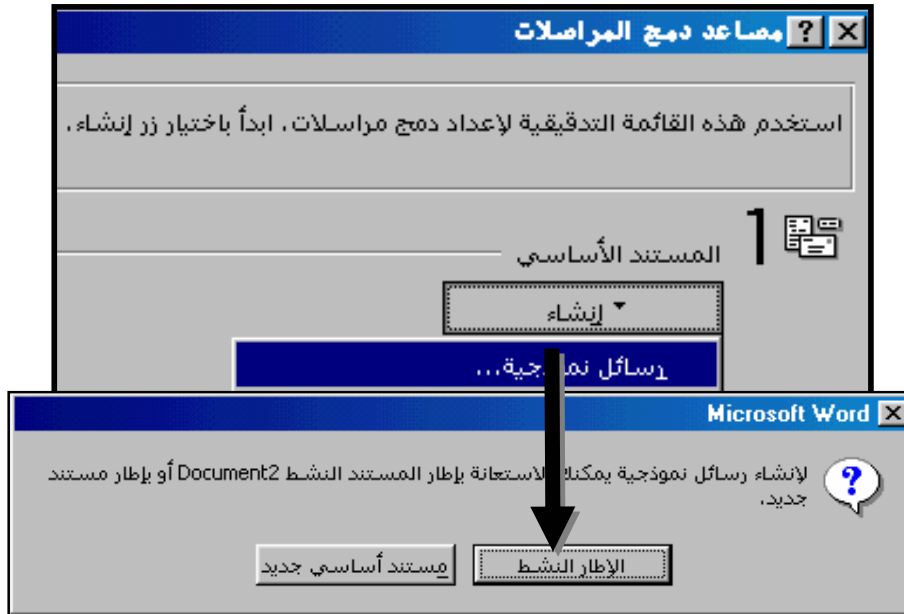 مساعد دمج المراسلات
استخدم هذه القائمة التدقيقية لإعداد دمج مراسلات. ابدأ باختيار زر إنشاء.
1
المستند الأساسي
إنشاء
رسائل نموذجية...
Microsoft Word
لإنشاء رسائل نموذجية يمكنك الاستعانة بإطار المستند النشط Document2 أو بإطار مستند
جديد.
الإطار النشط
مستند أساسي جديد